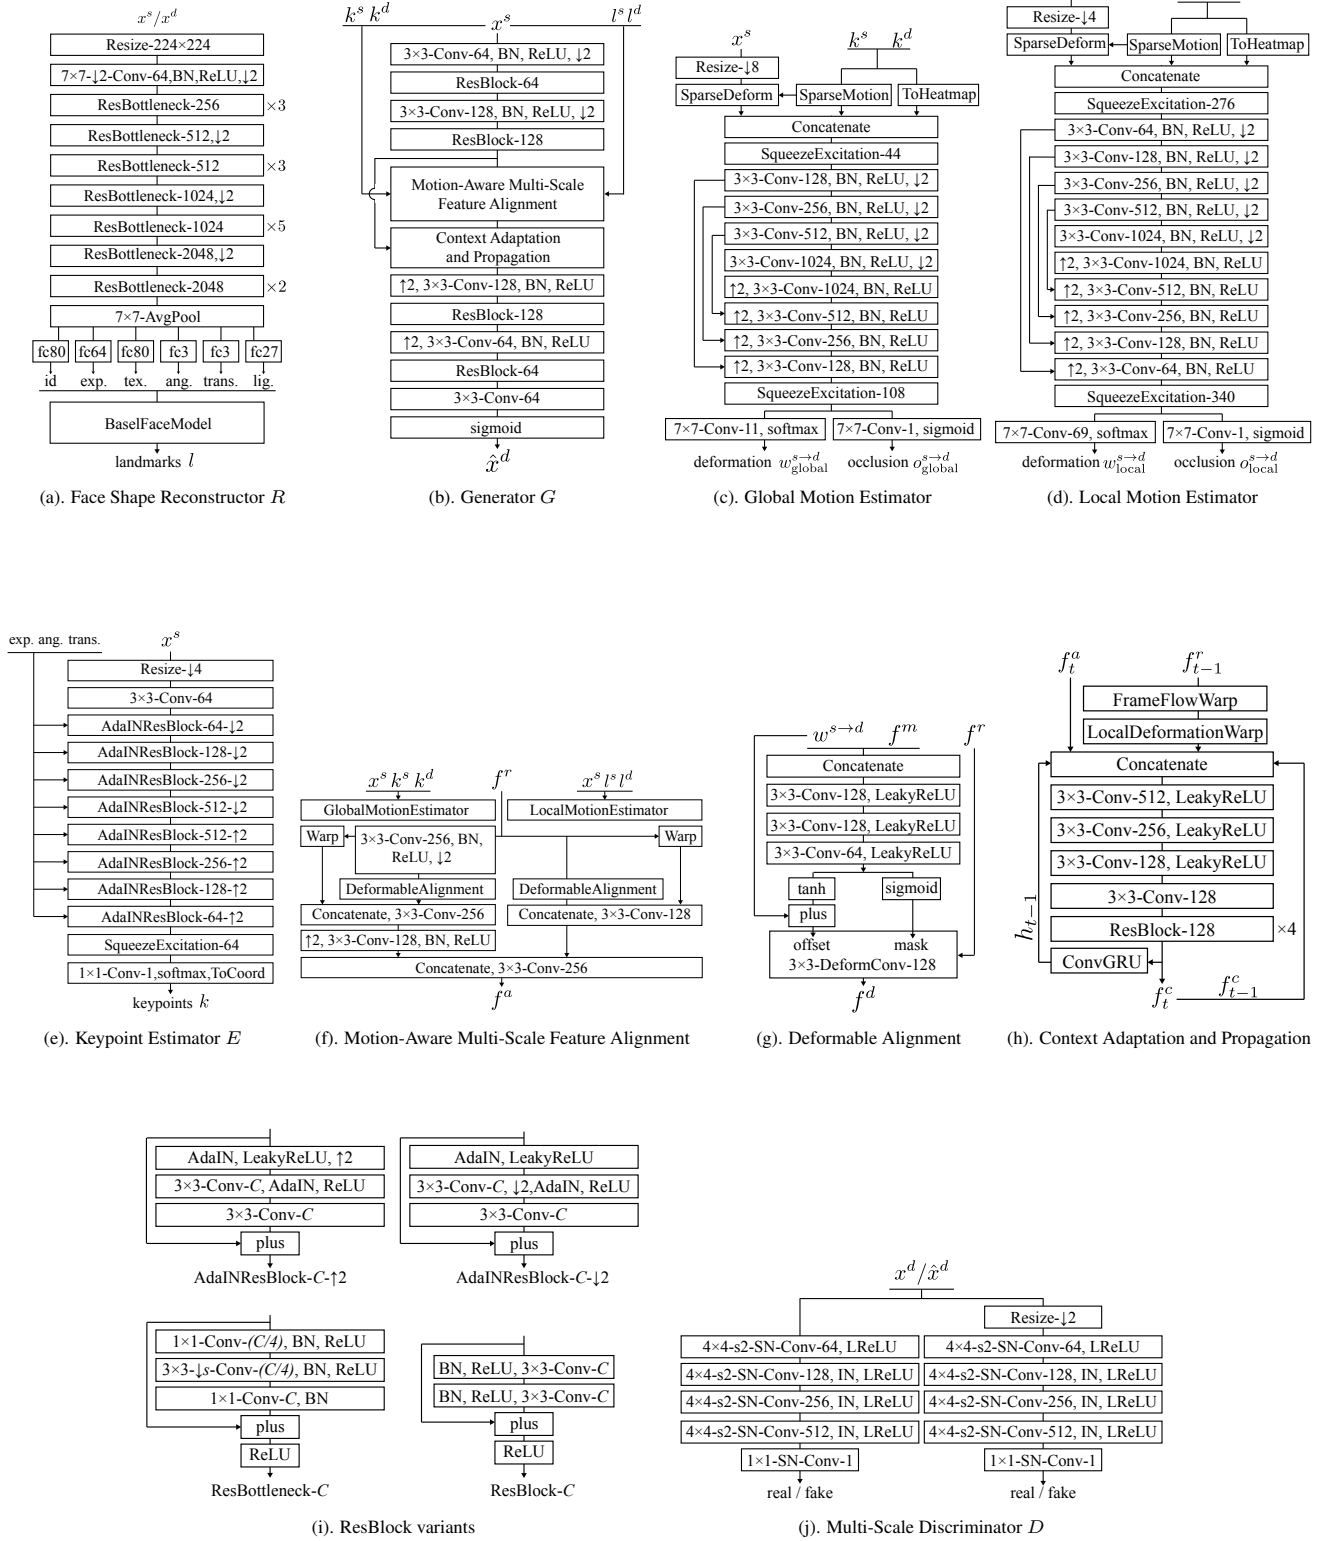 x^s/x^d
Resize-224×224
7×7-↓2-Conv-64,BN,ReLU,↓2
ResBottleneck-256 ×3
ResBottleneck-512,↓2
ResBottleneck-512 ×3
ResBottleneck-1024,↓2
ResBottleneck-1024 ×5
ResBottleneck-2048,↓2
ResBottleneck-2048 ×2
7×7-AvgPool
fc80 fc64 fc80 fc3 fc3 fc27
id exp. tex. ang. trans. lig.
BaselFaceModel
landmarks l
(a). Face Shape Reconstructor R
k^s k^d x^s l^s l^d
3×3-Conv-64, BN, ReLU, ↓2
ResBlock-64
3×3-Conv-128, BN, ReLU, ↓2
ResBlock-128
Motion-Aware Multi-Scale
Feature Alignment
Context Adaptation
and Propagation
↑2, 3×3-Conv-128, BN, ReLU
ResBlock-128
↑2, 3×3-Conv-64, BN, ReLU
ResBlock-64
3×3-Conv-64
sigmoid
x̂^d
(b). Generator G
x^s k^s k^d
Resize-↓8
SparseDeform SparseMotion ToHeatmap
Concatenate
SqueezeExcitation-44
3×3-Conv-128, BN, ReLU, ↓2
3×3-Conv-256, BN, ReLU, ↓2
3×3-Conv-512, BN, ReLU, ↓2
3×3-Conv-1024, BN, ReLU, ↓2
↑2, 3×3-Conv-1024, BN, ReLU
↑2, 3×3-Conv-512, BN, ReLU
↑2, 3×3-Conv-256, BN, ReLU
↑2, 3×3-Conv-128, BN, ReLU
SqueezeExcitation-108
7×7-Conv-11, softmax 7×7-Conv-1, sigmoid
deformation w_global^{s→d} occlusion o_global^{s→d}
(c). Global Motion Estimator
Resize-↓4
SparseDeform SparseMotion ToHeatmap
Concatenate
SqueezeExcitation-276
3×3-Conv-64, BN, ReLU, ↓2
3×3-Conv-128, BN, ReLU, ↓2
3×3-Conv-256, BN, ReLU, ↓2
3×3-Conv-512, BN, ReLU, ↓2
3×3-Conv-1024, BN, ReLU, ↓2
↑2, 3×3-Conv-1024, BN, ReLU
↑2, 3×3-Conv-512, BN, ReLU
↑2, 3×3-Conv-256, BN, ReLU
↑2, 3×3-Conv-128, BN, ReLU
↑2, 3×3-Conv-64, BN, ReLU
SqueezeExcitation-340
7×7-Conv-69, softmax 7×7-Conv-1, sigmoid
deformation w_local^{s→d} occlusion o_local^{s→d}
(d). Local Motion Estimator
exp. ang. trans. x^s
Resize-↓4
3×3-Conv-64
AdaINResBlock-64-↓2
AdaINResBlock-128-↓2
AdaINResBlock-256-↓2
AdaINResBlock-512-↓2
AdaINResBlock-512-↑2
AdaINResBlock-256-↑2
AdaINResBlock-128-↑2
AdaINResBlock-64-↑2
SqueezeExcitation-64
1×1-Conv-1,softmax,ToCoord
keypoints k
(e). Keypoint Estimator E
x^s k^s k^d f^r x^s l^s l^d
GlobalMotionEstimator LocalMotionEstimator
Warp 3×3-Conv-256, BN, Warp
ReLU, ↓2
DeformableAlignment DeformableAlignment
Concatenate, 3×3-Conv-256 Concatenate, 3×3-Conv-128
↑2, 3×3-Conv-128, BN, ReLU
Concatenate, 3×3-Conv-256
f^a
(f). Motion-Aware Multi-Scale Feature Alignment
w^{s→d} f^m f^r
Concatenate
3×3-Conv-128, LeakyReLU
3×3-Conv-128, LeakyReLU
3×3-Conv-64, LeakyReLU
tanh sigmoid
plus
offset mask
3×3-DeformConv-128
f^d
(g). Deformable Alignment
f_t^a f_{t-1}^r
FrameFlowWarp
LocalDeformationWarp
Concatenate
3×3-Conv-512, LeakyReLU
3×3-Conv-256, LeakyReLU
3×3-Conv-128, LeakyReLU
3×3-Conv-128
ResBlock-128 ×4
h_{t-1}
ConvGRU
f_t^c f_{t-1}^c
(h). Context Adaptation and Propagation
AdaIN, LeakyReLU, ↑2
3×3-Conv-C, AdaIN, ReLU
3×3-Conv-C
plus
AdaINResBlock-C-↑2
AdaIN, LeakyReLU
3×3-Conv-C, ↓2,AdaIN, ReLU
3×3-Conv-C
plus
AdaINResBlock-C-↓2
1×1-Conv-(C/4), BN, ReLU
3×3-↓s-Conv-(C/4), BN, ReLU
1×1-Conv-C, BN
plus
ReLU
ResBottleneck-C
BN, ReLU, 3×3-Conv-C
BN, ReLU, 3×3-Conv-C
plus
ReLU
ResBlock-C
(i). ResBlock variants
x^d/x̂^d
Resize-↓2
4×4-s2-SN-Conv-64, LReLU 4×4-s2-SN-Conv-64, LReLU
4×4-s2-SN-Conv-128, IN, LReLU 4×4-s2-SN-Conv-128, IN, LReLU
4×4-s2-SN-Conv-256, IN, LReLU 4×4-s2-SN-Conv-256, IN, LReLU
4×4-s2-SN-Conv-512, IN, LReLU 4×4-s2-SN-Conv-512, IN, LReLU
1×1-SN-Conv-1 1×1-SN-Conv-1
real / fake real / fake
(j). Multi-Scale Discriminator D